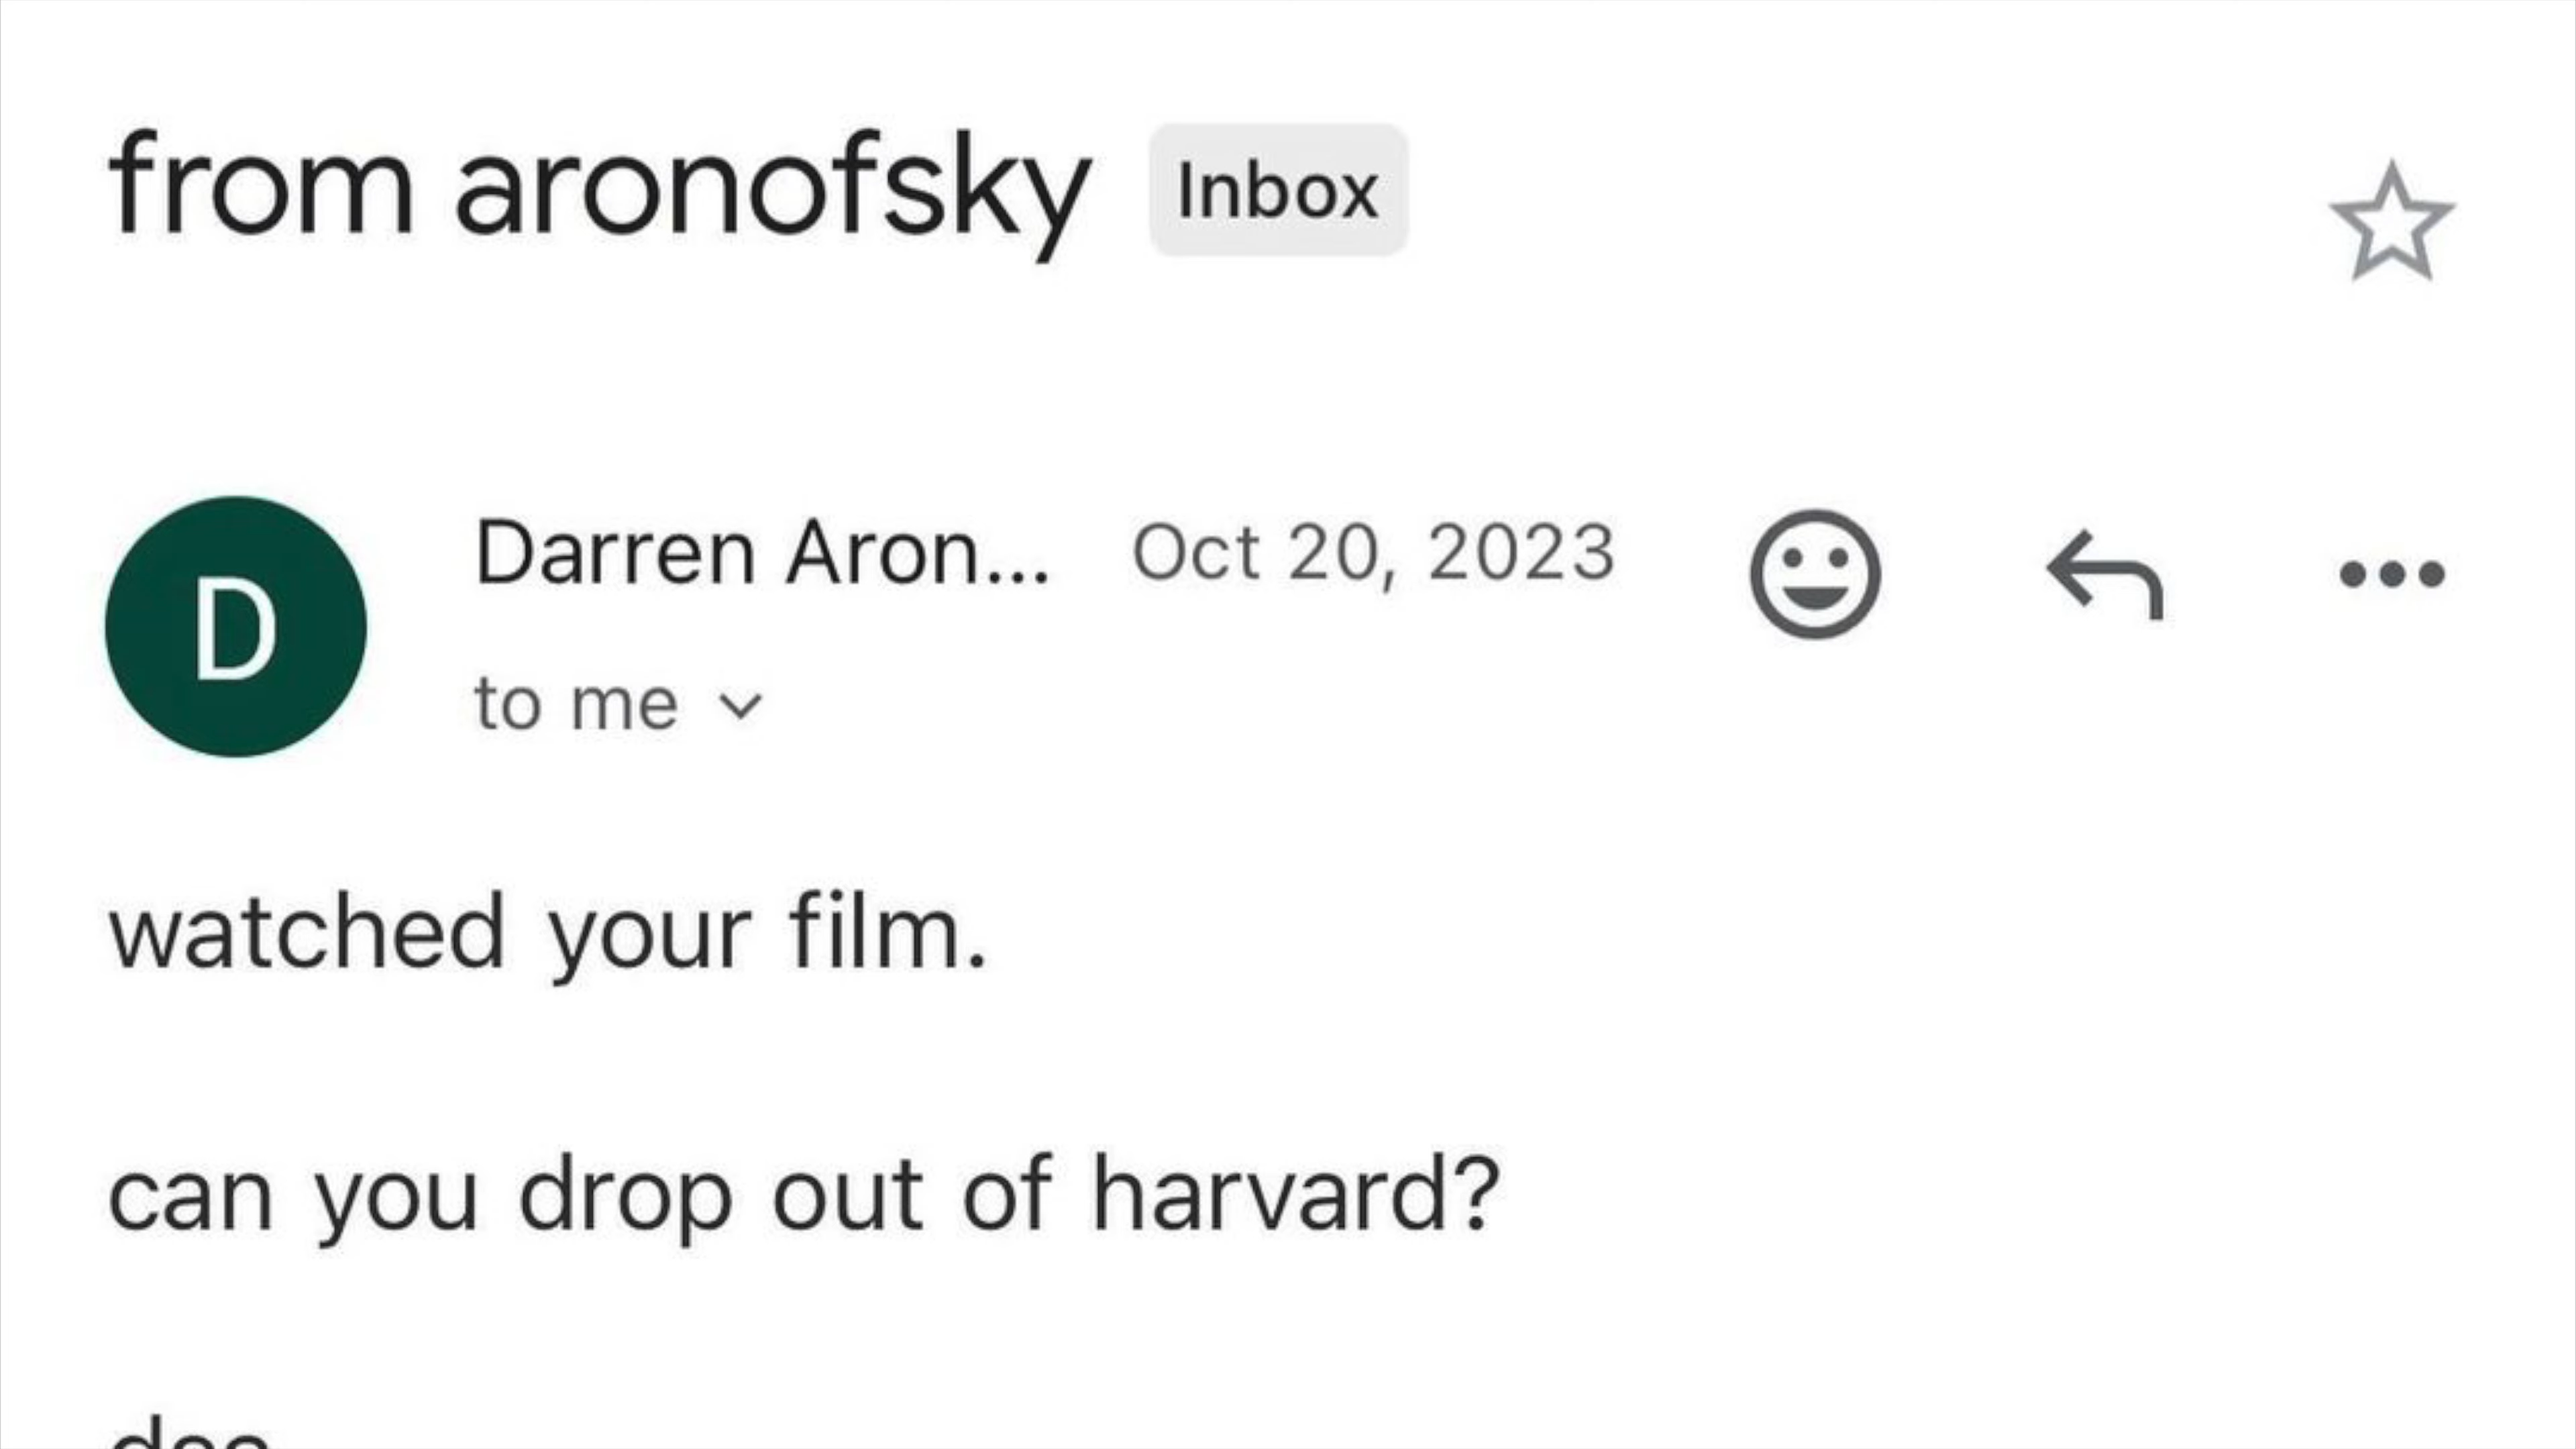 from aronofsky Inbox
D
Darren Aron... Oct 20, 2023
to me
watched your film.
can you drop out of harvard?